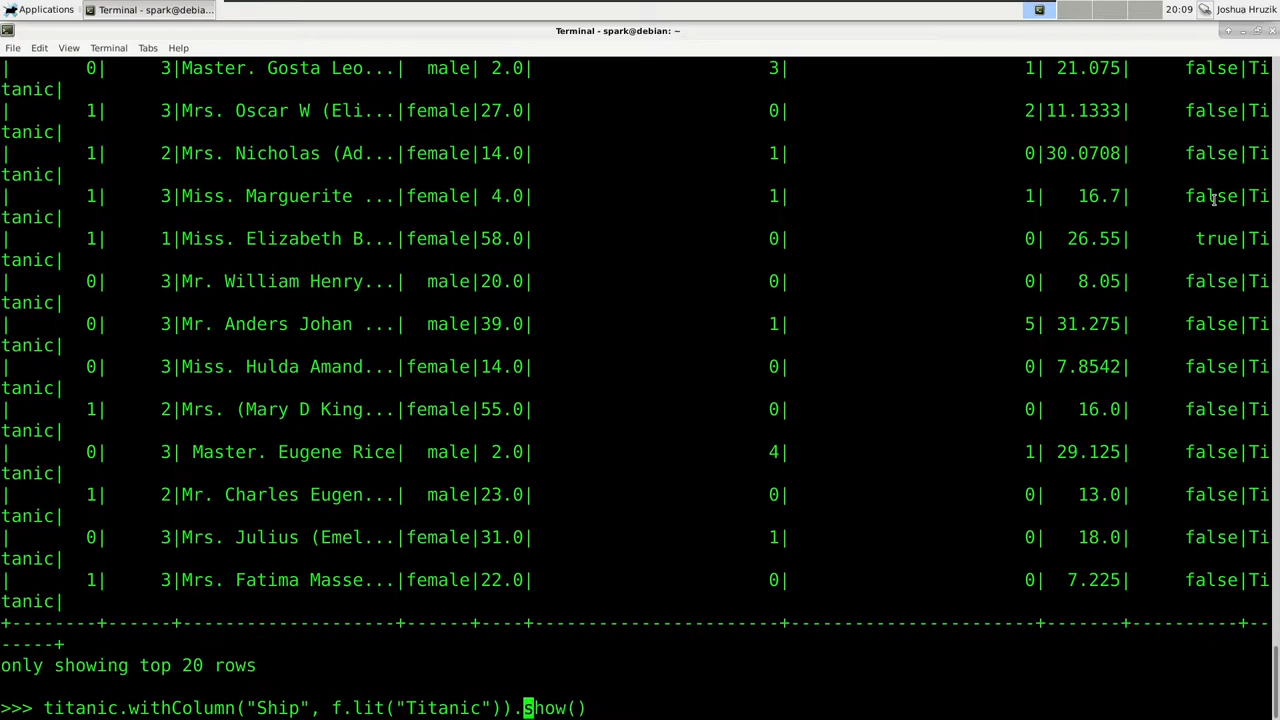 Applications Terminal - spark@debia... 20:09 Joshua Hruzik
Terminal - spark@debian: ~
File Edit View Terminal Tabs Help
|       0|     3|Master. Gosta Leo...|  male| 2.0|                      3|                      1| 21.075|     false|Ti
tanic|
|       1|     3|Mrs. Oscar W (Eli...|female|27.0|                      0|                      2|11.1333|     false|Ti
tanic|
|       1|     2|Mrs. Nicholas (Ad...|female|14.0|                      1|                      0|30.0708|     false|Ti
tanic|
|       1|     3|Miss. Marguerite ...|female| 4.0|                      1|                      1|   16.7|     false|Ti
tanic|
|       1|     1|Miss. Elizabeth B...|female|58.0|                      0|                      0|  26.55|      true|Ti
tanic|
|       0|     3|Mr. William Henry...|  male|20.0|                      0|                      0|   8.05|     false|Ti
tanic|
|       0|     3|Mr. Anders Johan ...|  male|39.0|                      1|                      5| 31.275|     false|Ti
tanic|
|       0|     3|Miss. Hulda Amand...|female|14.0|                      0|                      0| 7.8542|     false|Ti
tanic|
|       1|     2|Mrs. (Mary D King...|female|55.0|                      0|                      0|   16.0|     false|Ti
tanic|
|       0|     3| Master. Eugene Rice|  male| 2.0|                      4|                      1| 29.125|     false|Ti
tanic|
|       1|     2|Mr. Charles Eugen...|  male|23.0|                      0|                      0|   13.0|     false|Ti
tanic|
|       0|     3|Mrs. Julius (Emel...|female|31.0|                      1|                      0|   18.0|     false|Ti
tanic|
|       1|     3|Mrs. Fatima Masse...|female|22.0|                      0|                      0|  7.225|     false|Ti
tanic|
+--------+------+--------------------+------+----+-----------------------+-----------------------+-------+----------+--
-----+
only showing top 20 rows
>>> titanic.withColumn("Ship", f.lit("Titanic")).show()